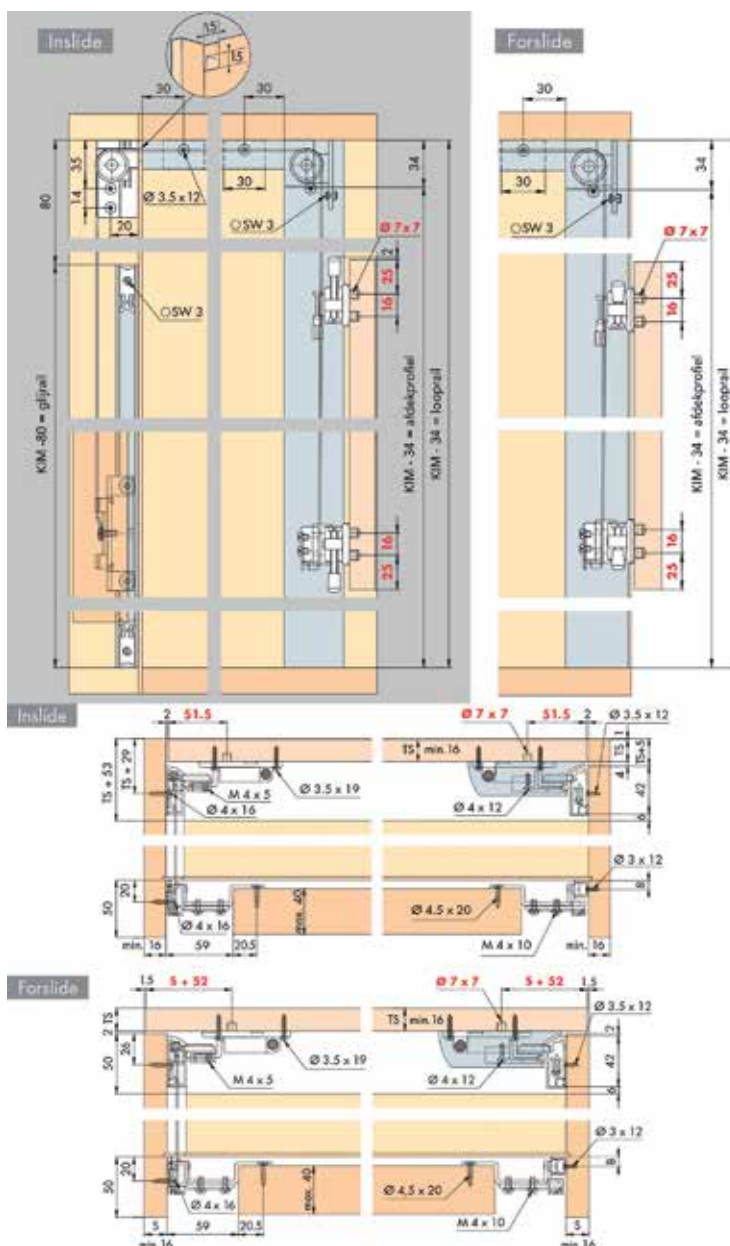 Inslide
Forslide
15
15
30
30
30
35
14
80
20
Ø 3.5 x 12
30
34
30
34
○SW 3
Ø 7 x 7
○SW 3
Ø 7 x 7
2
25
16
25
16
○SW 3
KIM -80 = glijrail
KIM - 34 = afdekprofiel
KIM - 34 = looprail
KIM - 34 = afdekprofiel
KIM - 34 = looprail
16
25
16
25
Inslide
2
51.5
Ø 7 x 7
51.5
2
Ø 3.5 x 12
TS + 53
TS + 29
TS
min.16
1
TS
TS+5
4
42
6
M 4 x 5
Ø 3.5 x 19
Ø 4 x 16
Ø 4 x 12
Ø 3 x 12
8
50
20
Ø 4 x 16
40
Ø 4.5 x 20
M 4 x 10
min. 16
59
20.5
min. 16
Forslide
1.5
S + 52
Ø 7 x 7
S + 52
1.5
Ø 3.5 x 12
TS
TS
min.16
2
26
50
2
42
6
M 4 x 5
Ø 3.5 x 19
Ø 4 x 12
Ø 3 x 12
8
50
20
Ø 4 x 16
max. 40
Ø 4,5 x 20
M 4 x 10
S
59
20.5
S
min.16
min.16